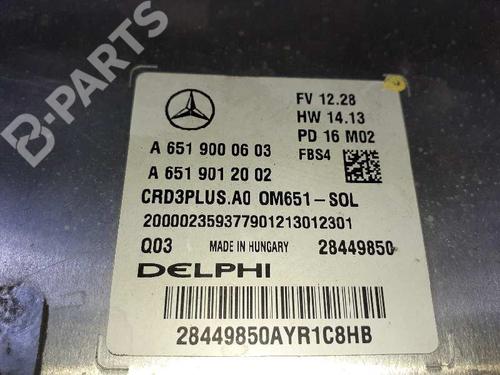 B-PARTS
FV 12.28
HW 14.13
PD 16 M02
FBS4
A 651 900 06 03
A 651 901 20 02
CRD3PLUS.A0 OM651-SOL
200002359377901213012301
Q03 MADE IN HUNGARY 28449850
DELPHI
28449850AYR1C8HB